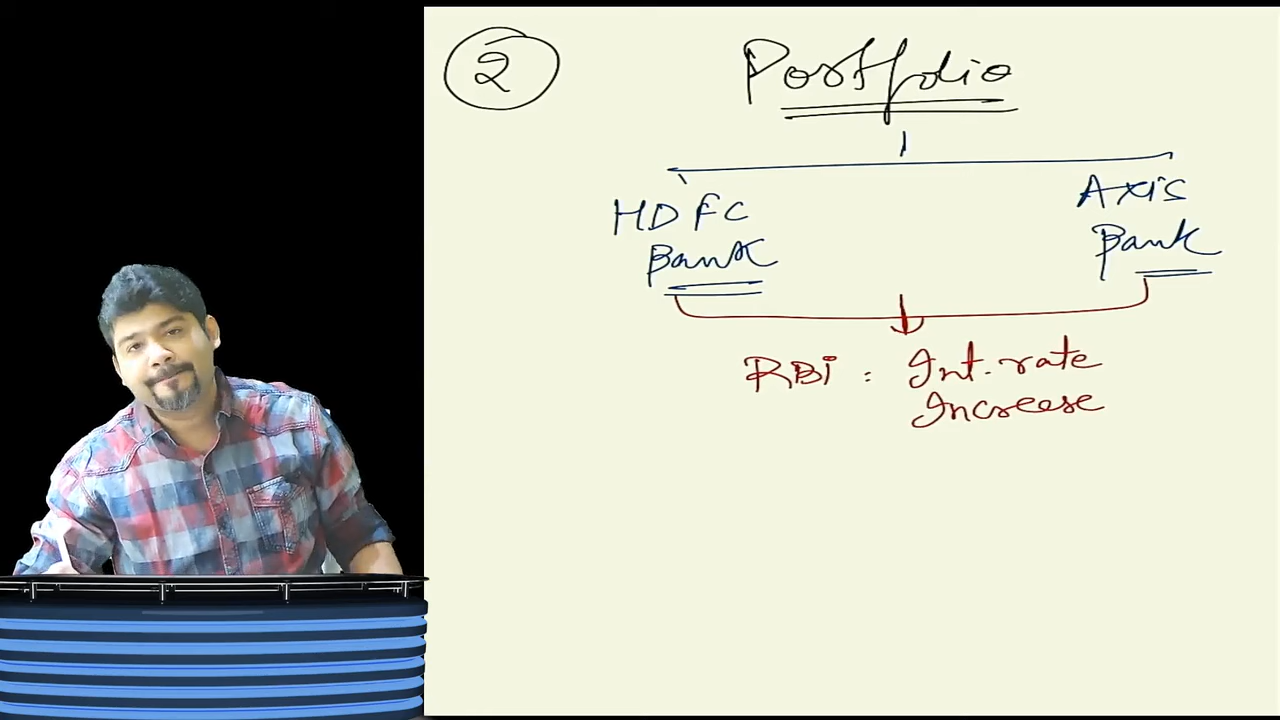 2
Portfolio
HDFC
Bank
Axis
Bank
RBi : Int. rate
Increase